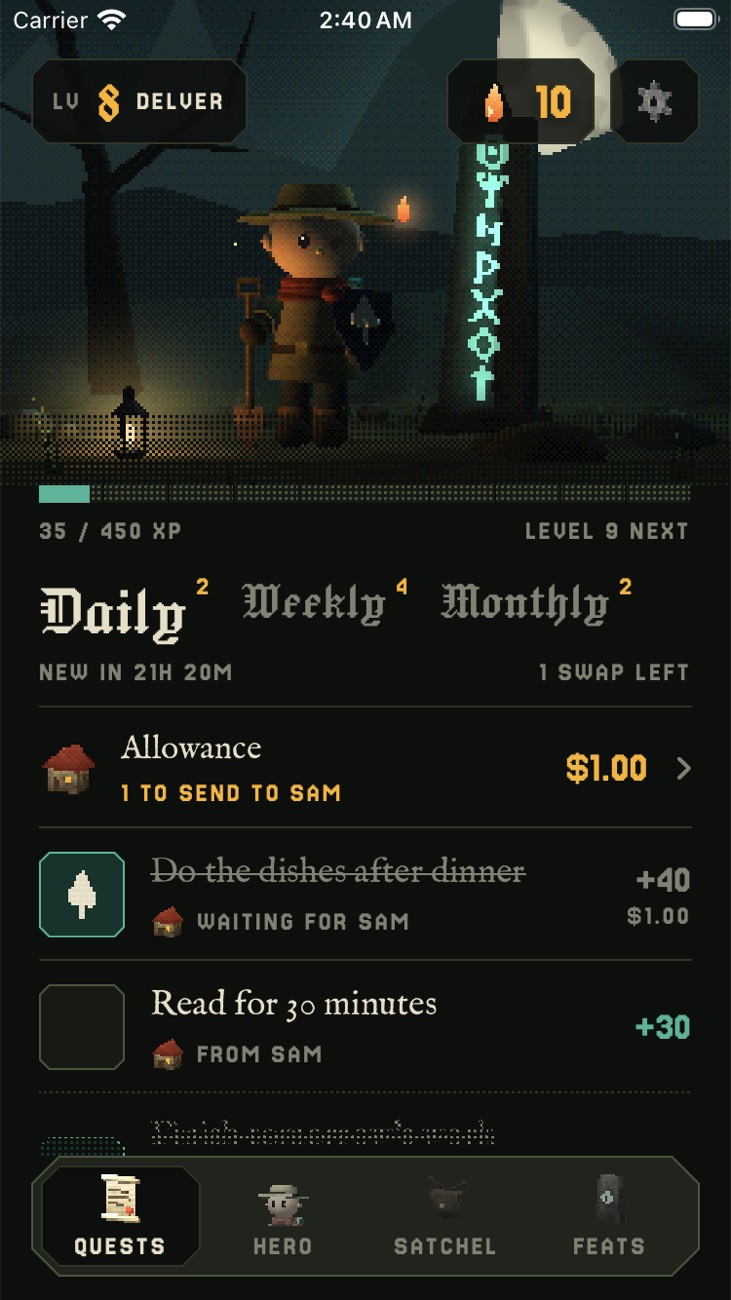 Carrier 2:40 AM
LV 8 DELVER 10
35 / 450 XP LEVEL 9 NEXT
Daily 2 Weekly 4 Monthly 2
NEW IN 21H 20M 1 SWAP LEFT
Allowance
$1.00
1 TO SEND TO SAM
Do the dishes after dinner
+40
WAITING FOR SAM
$1.00
Read for 30 minutes
+30
FROM SAM
QUESTS HERO SATCHEL FEATS